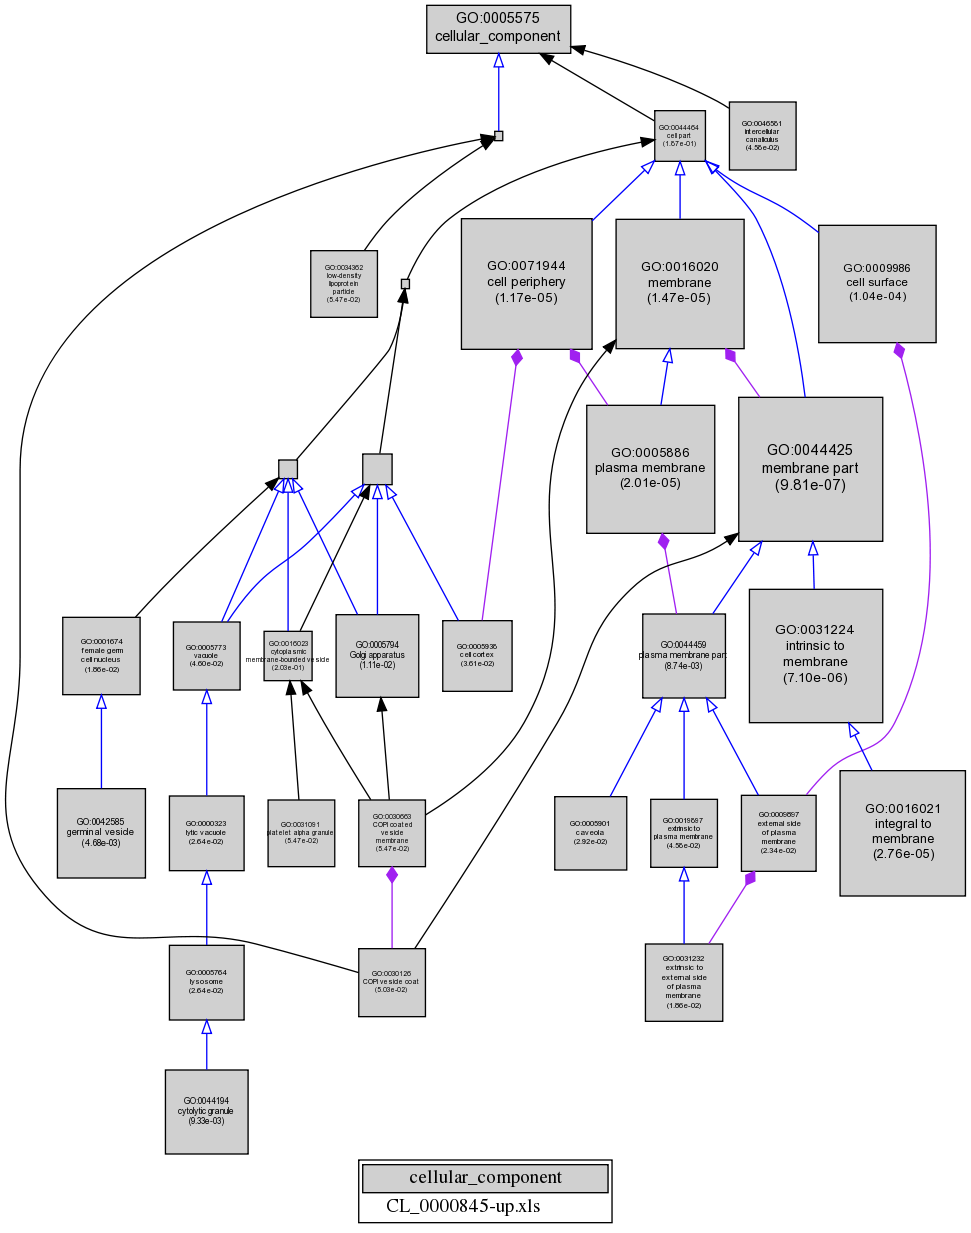 GO:0005575
cellular_component
GO:0044464
cell part
(1.67e-01)
GO:0046581
intercellular
canaliculus
(4.56e-02)
GO:0034362
low-density
lipoprotein
particle
(5.47e-02)
GO:0071944
cell periphery
(1.17e-05)
GO:0016020
membrane
(1.47e-05)
GO:0009986
cell surface
(1.04e-04)
GO:0005886
plasma membrane
(2.01e-05)
GO:0044425
membrane part
(9.81e-07)
GO:0001674
female germ
cell nucleus
(1.86e-02)
GO:0005773
vacuole
(4.60e-02)
GO:0016023
cytoplasmic
membrane-bounded vesicle
(2.03e-01)
GO:0005794
Golgi apparatus
(1.11e-02)
GO:0005938
cell cortex
(3.61e-02)
GO:0044459
plasma membrane part
(8.74e-03)
GO:0031224
intrinsic to
membrane
(7.10e-06)
GO:0042585
germinal vesicle
(4.68e-03)
GO:0000323
lytic vacuole
(2.64e-02)
GO:0031091
platelet alpha granule
(5.47e-02)
GO:0030663
COPI coated
vesicle
membrane
(5.47e-02)
GO:0005901
caveola
(2.92e-02)
GO:0019897
extrinsic to
plasma membrane
(4.56e-02)
GO:0009897
external side
of plasma
membrane
(2.34e-02)
GO:0016021
integral to
membrane
(2.76e-05)
GO:0005764
lysosome
(2.64e-02)
GO:0030126
COPI vesicle coat
(5.03e-02)
GO:0031232
extrinsic to
external side
of plasma
membrane
(1.86e-02)
GO:0044194
cytolytic granule
(9.33e-03)
cellular_component
CL_0000845-up.xls